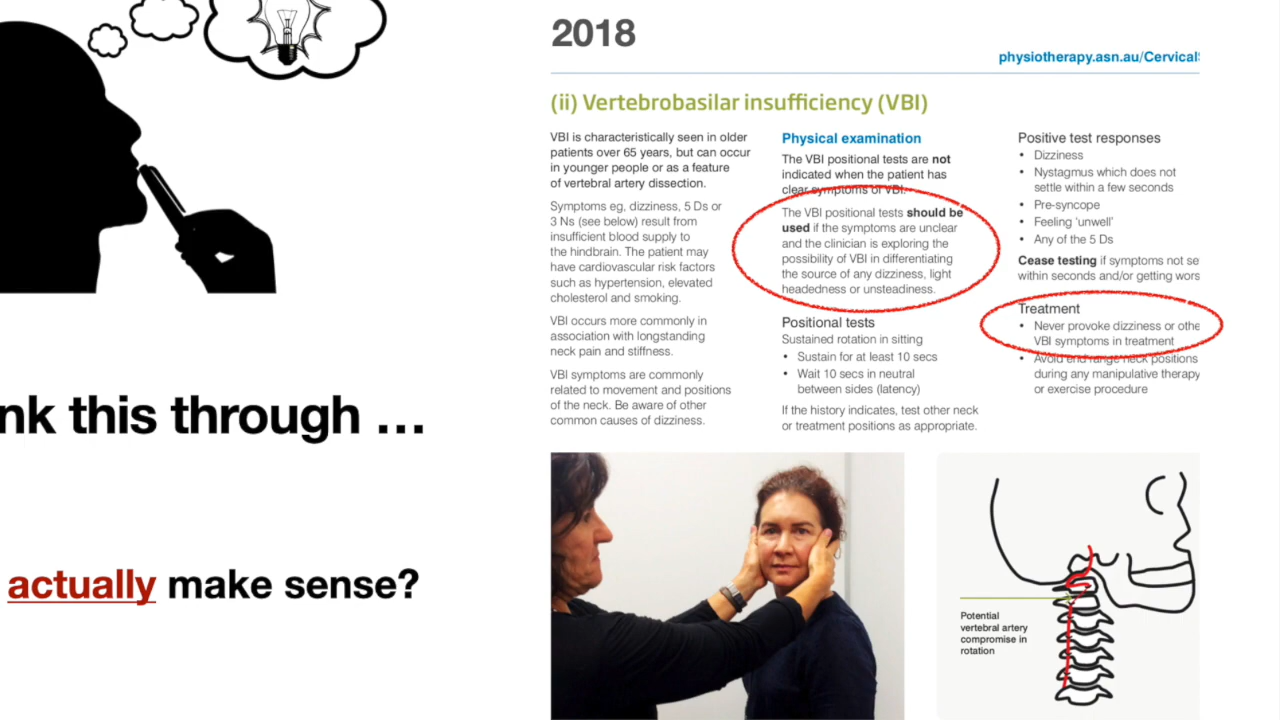 nk this through ...
actually make sense?
2018
physiotherapy.asn.au/Cervical
(ii) Vertebrobasilar insufficiency (VBI)
VBI is characteristically seen in older
patients over 65 years, but can occur
in younger people or as a feature
of vertebral artery dissection.
Symptoms eg, dizziness, 5 Ds or
3 Ns (see below) result from
insufficient blood supply to
the hindbrain. The patient may
have cardiovascular risk factors
such as hypertension, elevated
cholesterol and smoking.
VBI occurs more commonly in
association with longstanding
neck pain and stiffness.
VBI symptoms are commonly
related to movement and positions
of the neck. Be aware of other
common causes of dizziness.
Physical examination
The VBI positional tests are not
indicated when the patient has
clear symptoms of VBI.
The VBI positional tests should be
used if the symptoms are unclear
and the clinician is exploring the
possibility of VBI in differentiating
the source of any dizziness, light
headedness or unsteadiness.
Positional tests
Sustained rotation in sitting
• Sustain for at least 10 secs
• Wait 10 secs in neutral
between sides (latency)
If the history indicates, test other neck
or treatment positions as appropriate.
Positive test responses
• Dizziness
• Nystagmus which does not
settle within a few seconds
• Pre-syncope
• Feeling ‘unwell’
• Any of the 5 Ds
Cease testing if symptoms not se
within seconds and/or getting wors
Treatment
• Never provoke dizziness or othe
VBI symptoms in treatment
• Avoid end range neck positions
during any manipulative therapy
or exercise procedure
Potential
vertebral artery
compromise in
rotation